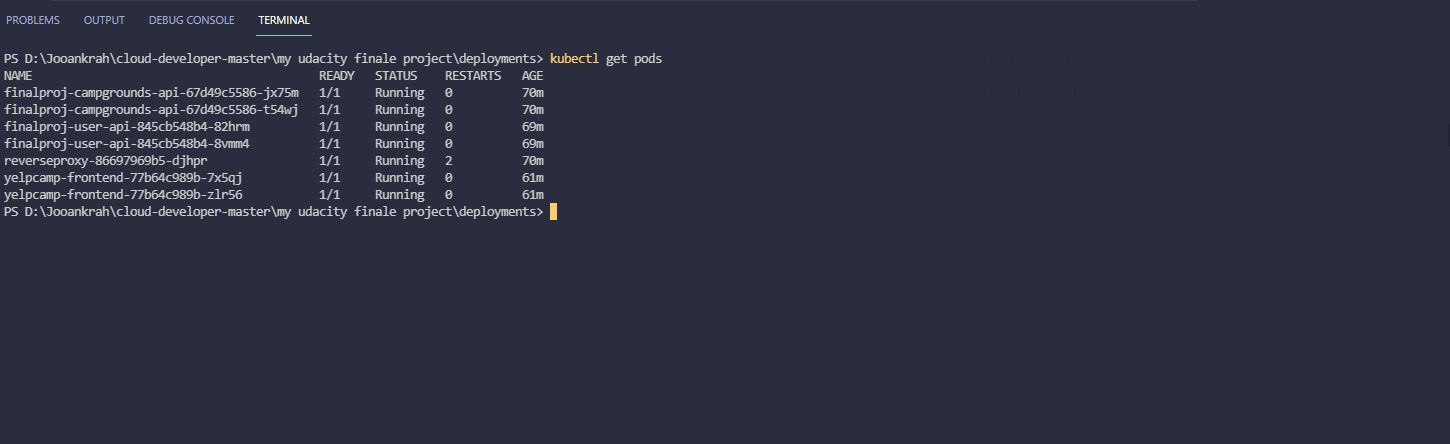 PROBLEMS OUTPUT DEBUG CONSOLE TERMINAL
PS D:\Jooankrah\cloud-developer-master\my udacity finale project\deployments> kubectl get pods
NAME READY STATUS RESTARTS AGE
finalproj-campgrounds-api-67d49c5586-jx75m 1/1 Running 0 70m
finalproj-campgrounds-api-67d49c5586-t54wj 1/1 Running 0 70m
finalproj-user-api-845cb548b4-82hrm 1/1 Running 0 69m
finalproj-user-api-845cb548b4-8vmm4 1/1 Running 0 69m
reverseproxy-86697969b5-djhpr 1/1 Running 2 70m
yelpcamp-frontend-77b64c989b-7x5qj 1/1 Running 0 61m
yelpcamp-frontend-77b64c989b-zlr56 1/1 Running 0 61m
PS D:\Jooankrah\cloud-developer-master\my udacity finale project\deployments>